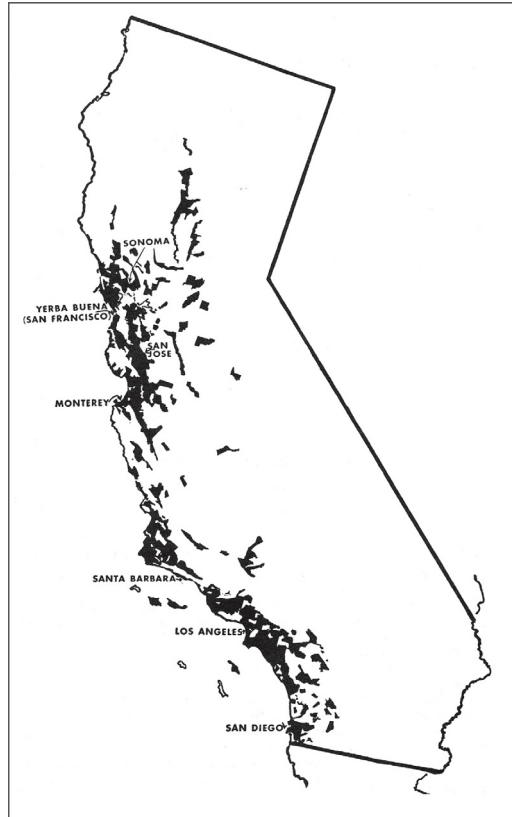 SONOMA
YERBA BUENA
(SAN FRANCISCO)
SAN
JOSE
MONTEREY
SANTA BARBARA
LOS ANGELES
SAN DIEGO